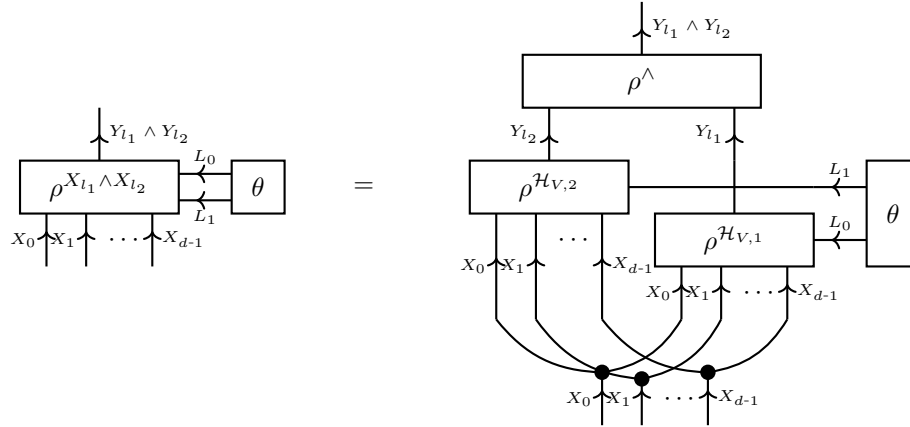 Y_{l_1} ∧ Y_{l_2}
ρ^∧
Y_{l_1} ∧ Y_{l_2} Y_{l_2} Y_{l_1}
ρ^{X_{l_1} ∧ X_{l_2}} L_0 L_1 θ = ρ^{\mathcal{H}_{V,2}} L_1 θ
X_0 X_1 ... X_{d-1} ... ρ^{\mathcal{H}_{V,1}} L_0
X_0 X_1 X_{d-1} X_0 X_1 ... X_{d-1}
X_0 X_1 ... X_{d-1}